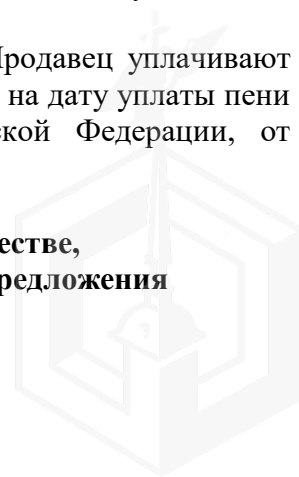 Продавец уплачивают
на дату уплаты пени
ской Федерации, от
естве,
редложения